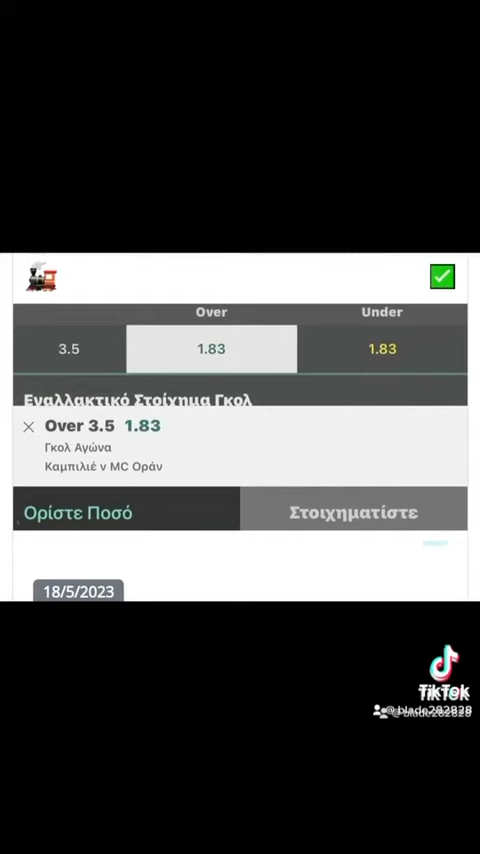 Over Under
3.5 1.83 1.83
Εναλλακτικό Στοίχημα Γκολ
Over 3.5 1.83
Γκολ Αγώνα
Καμπιλιέ v MC Οράν
Ορίστε Ποσό Στοιχηματίστε
18/5/2023
TikTok
@blade282828